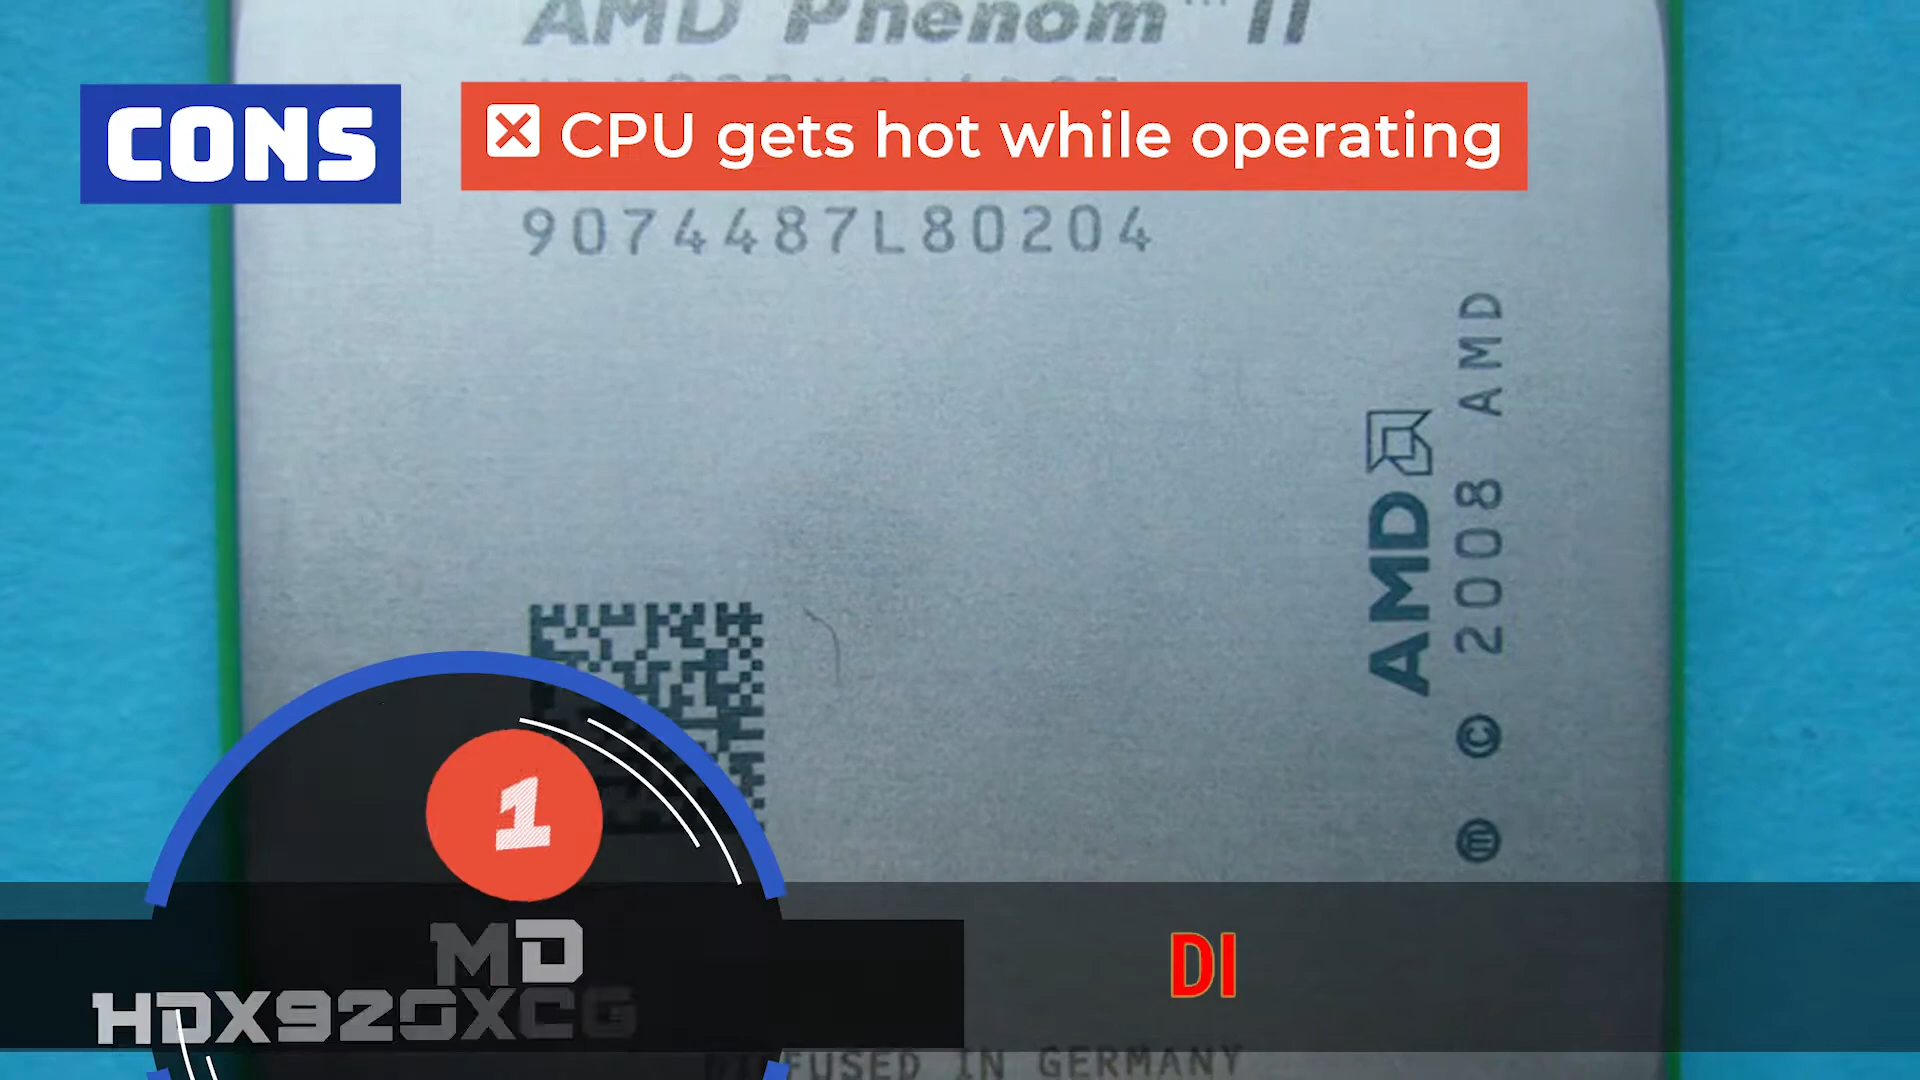 AMD Phenom™ II
CONS
CPU gets hot while operating
9074487L80204
AMD
ⓜ © 2008 AMD
1
MD
HDX920XCG
DI
FUSED IN GERMANY